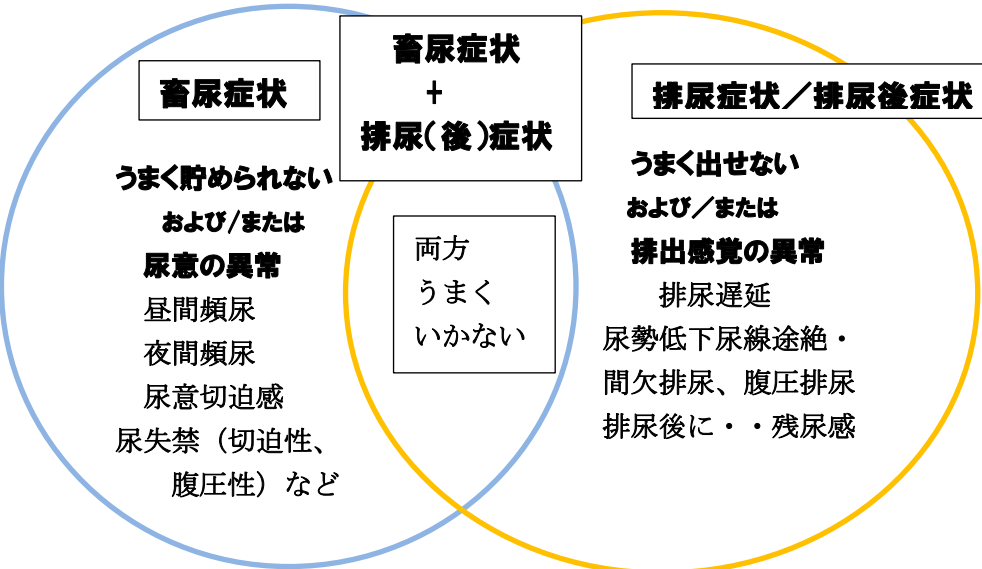 畜尿症状
うまく貯められない
および/または
尿意の異常
昼間頻尿
夜間頻尿
尿意切迫感
尿失禁（切迫性、
腹圧性）など
畜尿症状
+
排尿(後)症状
両方
うまく
いかない
排尿症状／排尿後症状
うまく出せない
および／または
排出感覚の異常
排尿遅延
尿勢低下尿線途絶・
間欠排尿、腹圧排尿
排尿後に・・残尿感